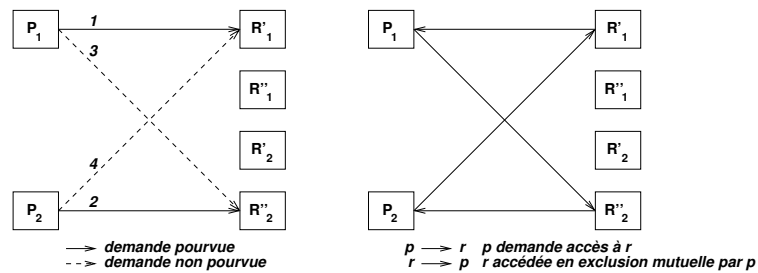 P1 1 R'1 P1 R'1
3
R''1 R''1
R'2 R'2
4
P2 2 R''2 P2 R''2
demande pourvue p r p demande accès à r
demande non pourvue r p r accédée en exclusion mutuelle par p